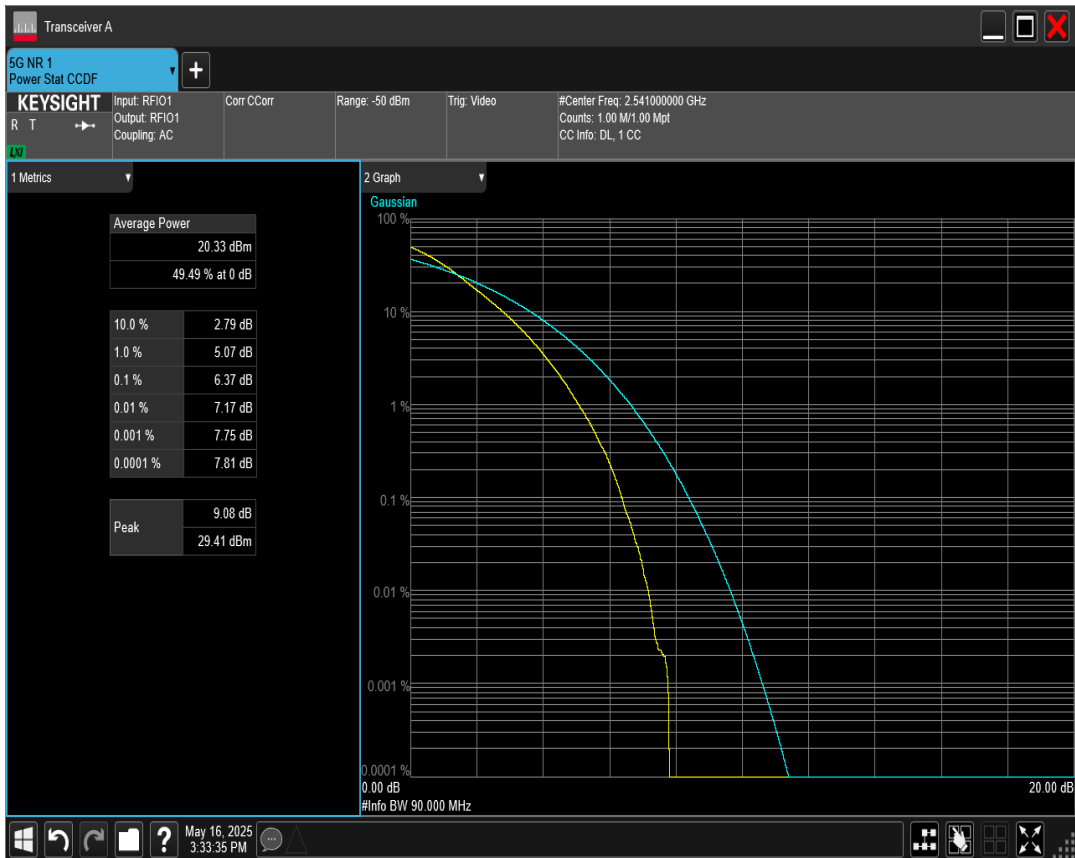 Transceiver A
5G NR 1
Power Stat CCDF
+
KEYSIGHT
R T
LXI
Input: RFIO1
Output: RFIO1
Coupling: AC
Corr CCorr
Range: -50 dBm
Trig: Video
#Center Freq: 2.541000000 GHz
Counts: 1.00 M/1.00 Mpt
CC Info: DL, 1 CC
1 Metrics
Average Power
20.33 dBm
49.49 % at 0 dB
10.0 % 2.79 dB
1.0 % 5.07 dB
0.1 % 6.37 dB
0.01 % 7.17 dB
0.001 % 7.75 dB
0.0001 % 7.81 dB
Peak
9.08 dB
29.41 dBm
2 Graph
Gaussian
100 %
10 %
1 %
0.1 %
0.01 %
0.001 %
0.0001 %
0.00 dB 20.00 dB
#Info BW 90.000 MHz
?
May 16, 2025
3:33:35 PM